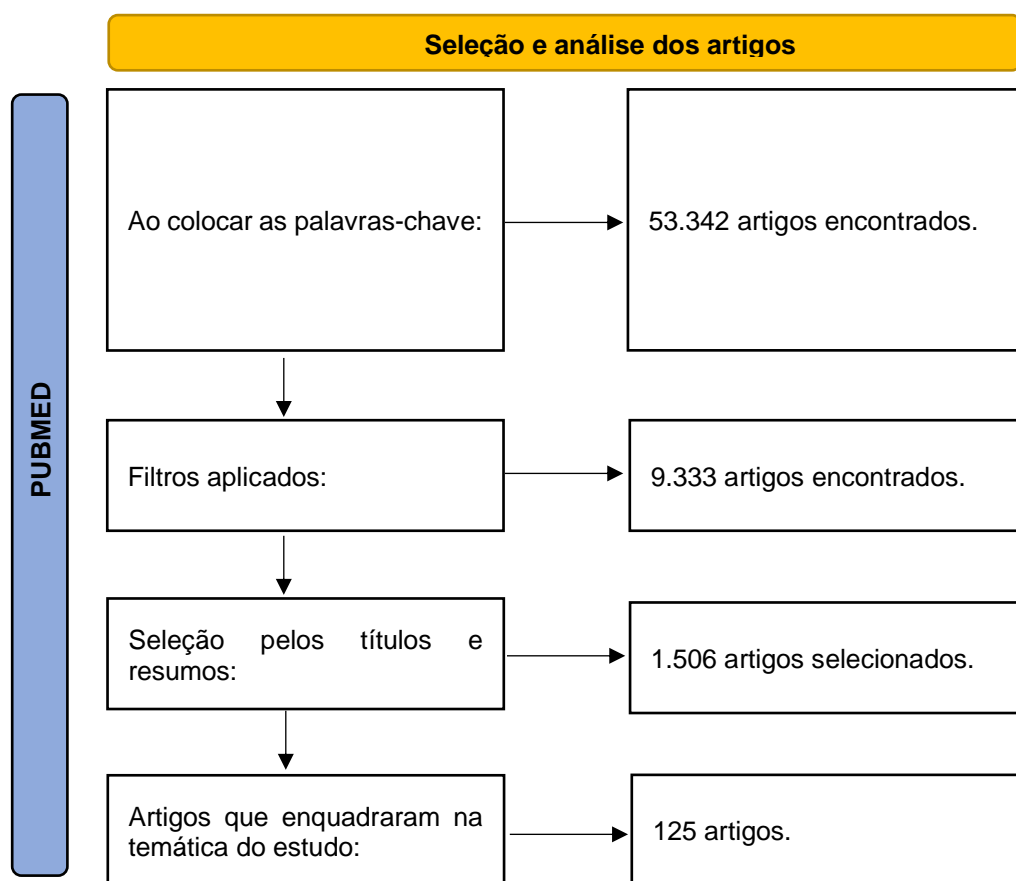 Seleção e análise dos artigos
PUBMED
Ao colocar as palavras-chave:
53.342 artigos encontrados.
Filtros aplicados:
9.333 artigos encontrados.
Seleção pelos títulos e
resumos:
1.506 artigos selecionados.
Artigos que enquadraram na
temática do estudo:
125 artigos.